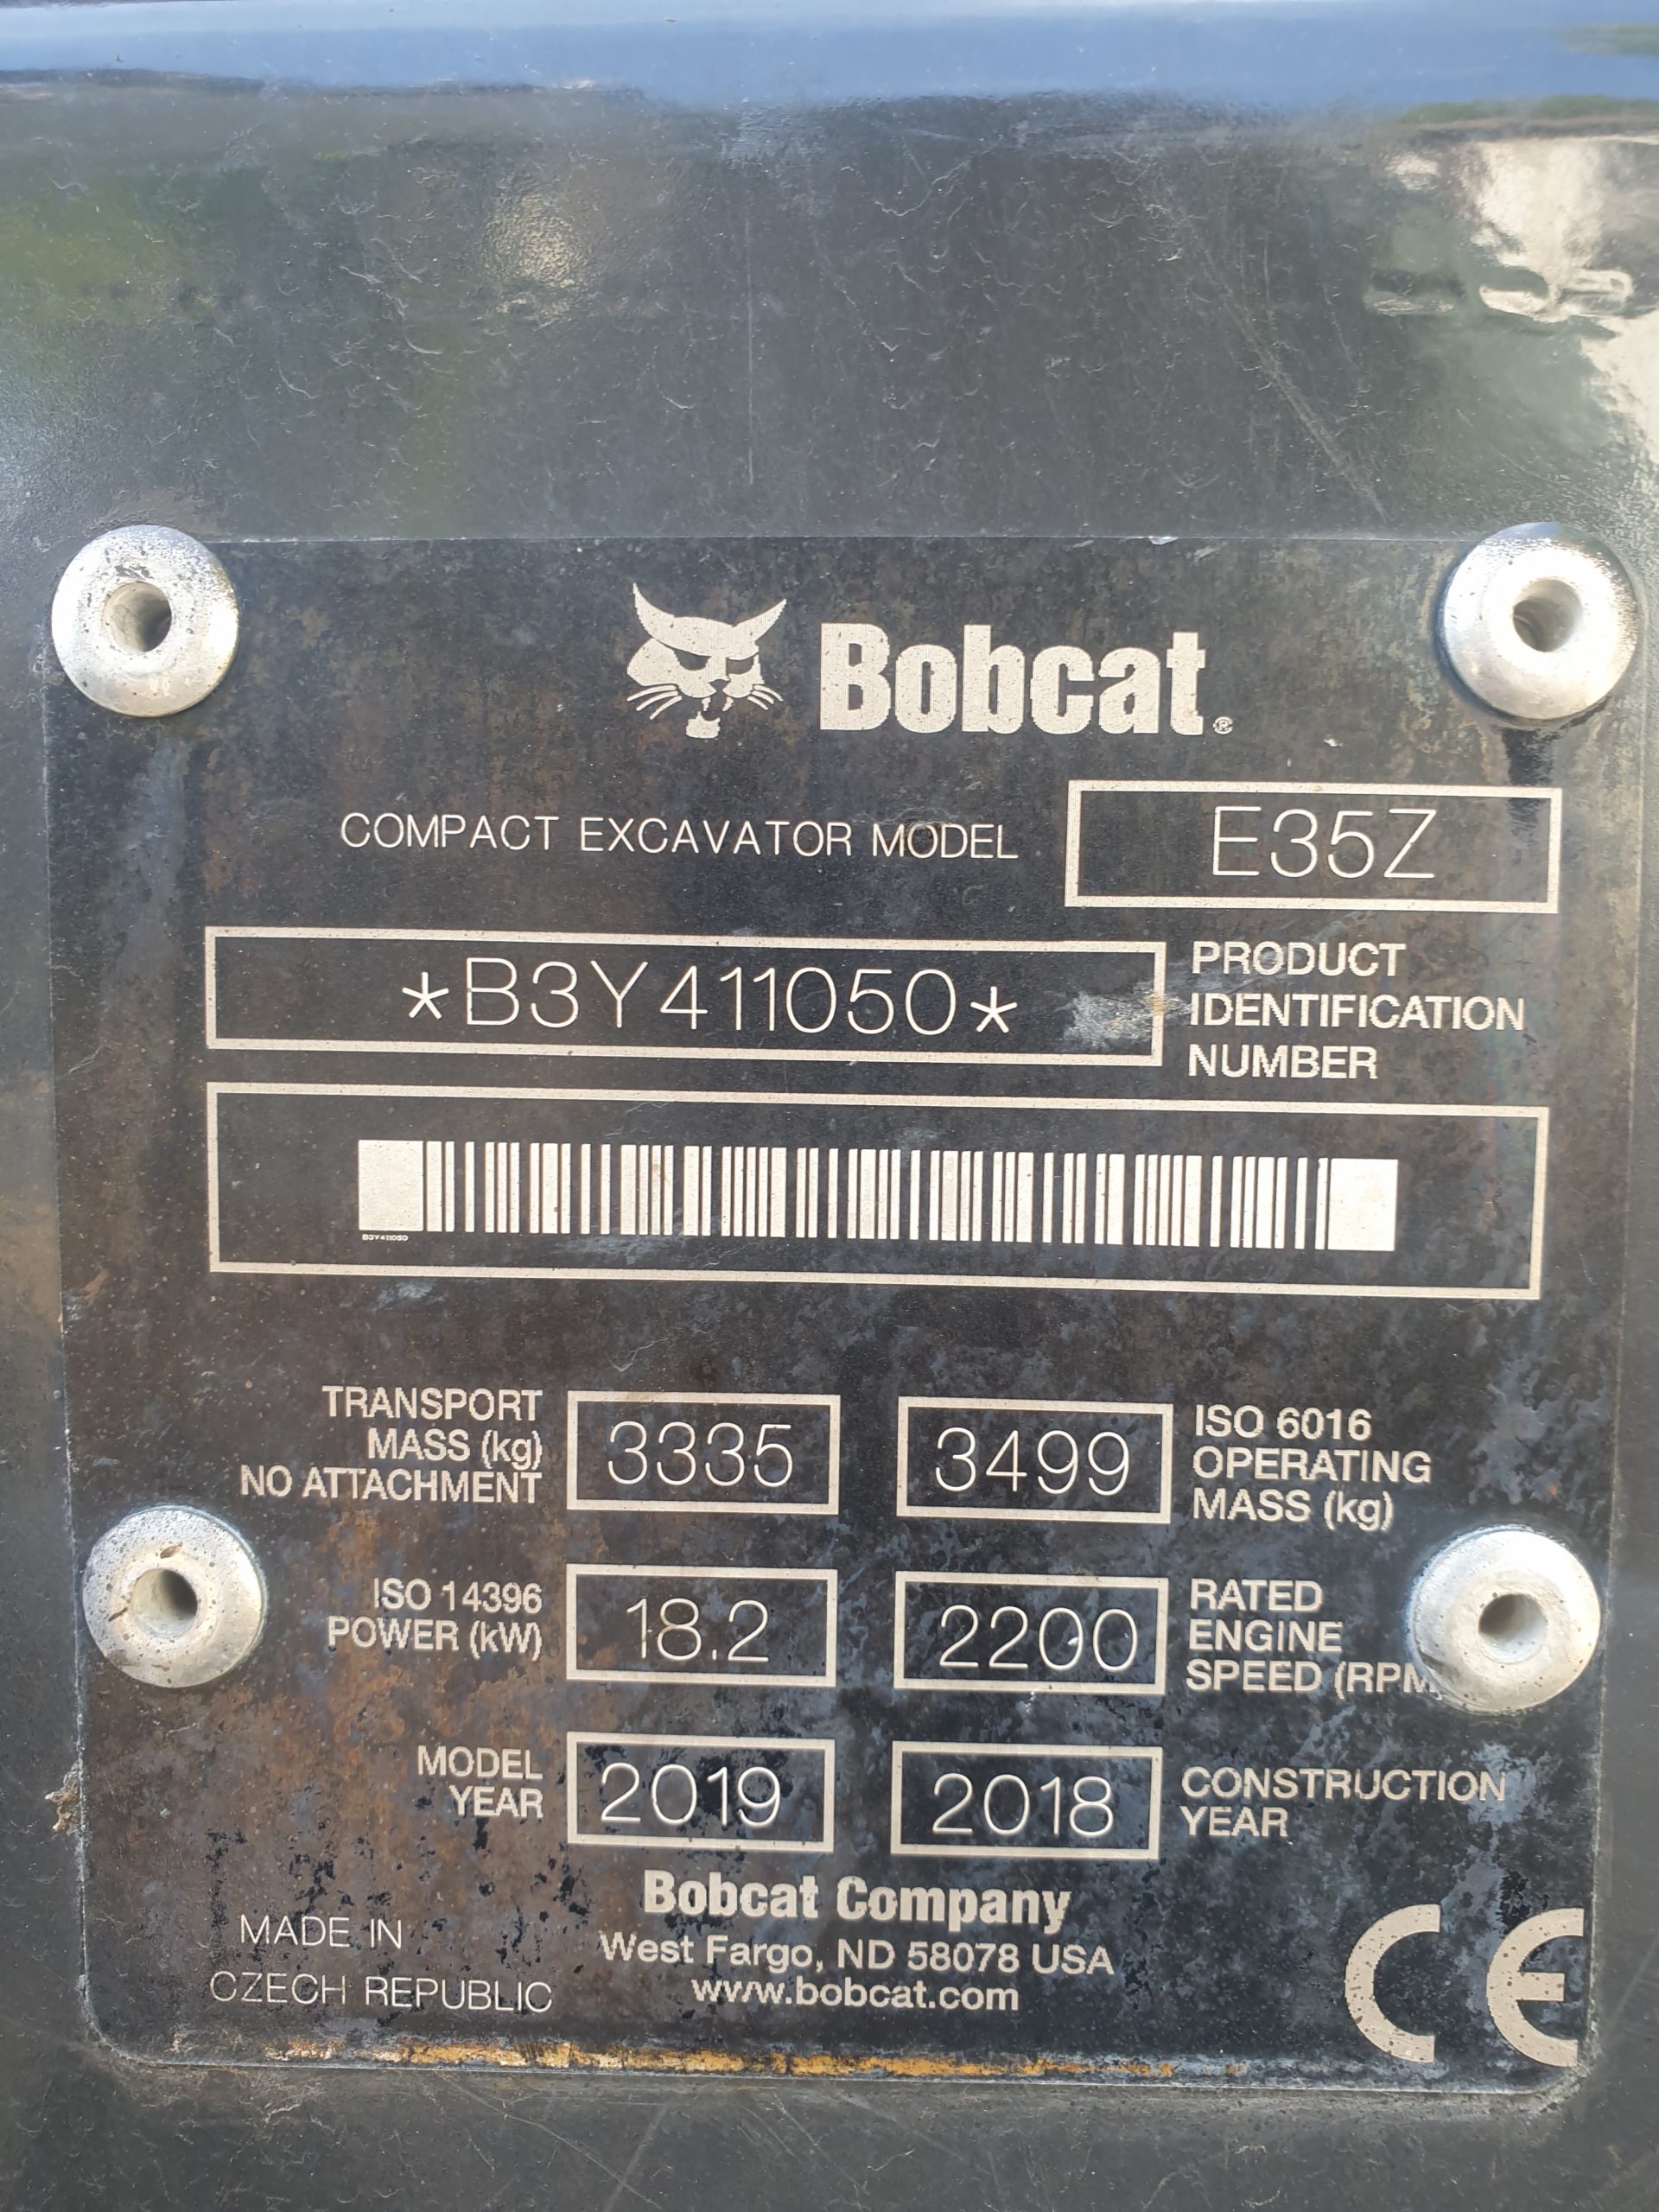 Bobcat®
COMPACT EXCAVATOR MODEL
E35Z
*B3Y411050*
PRODUCT
IDENTIFICATION
NUMBER
B3Y411050
TRANSPORT
MASS (kg)
NO ATTACHMENT
3335
3499
ISO 6016
OPERATING
MASS (kg)
ISO 14396
POWER (kW)
18.2
2200
RATED
ENGINE
SPEED (RPM
MODEL
YEAR
2019
2018
CONSTRUCTION
YEAR
Bobcat Company
West Fargo, ND 58078 USA
www.bobcat.com
MADE IN
CZECH REPUBLIC
CE